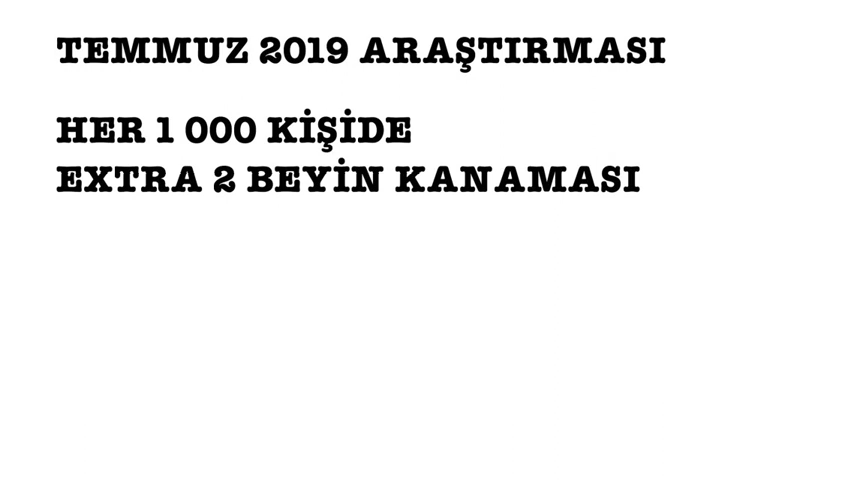 TEMMUZ 2019 ARAŞTIRMASI
HER 1 000 KİŞİDE
EXTRA 2 BEYİN KANAMASI